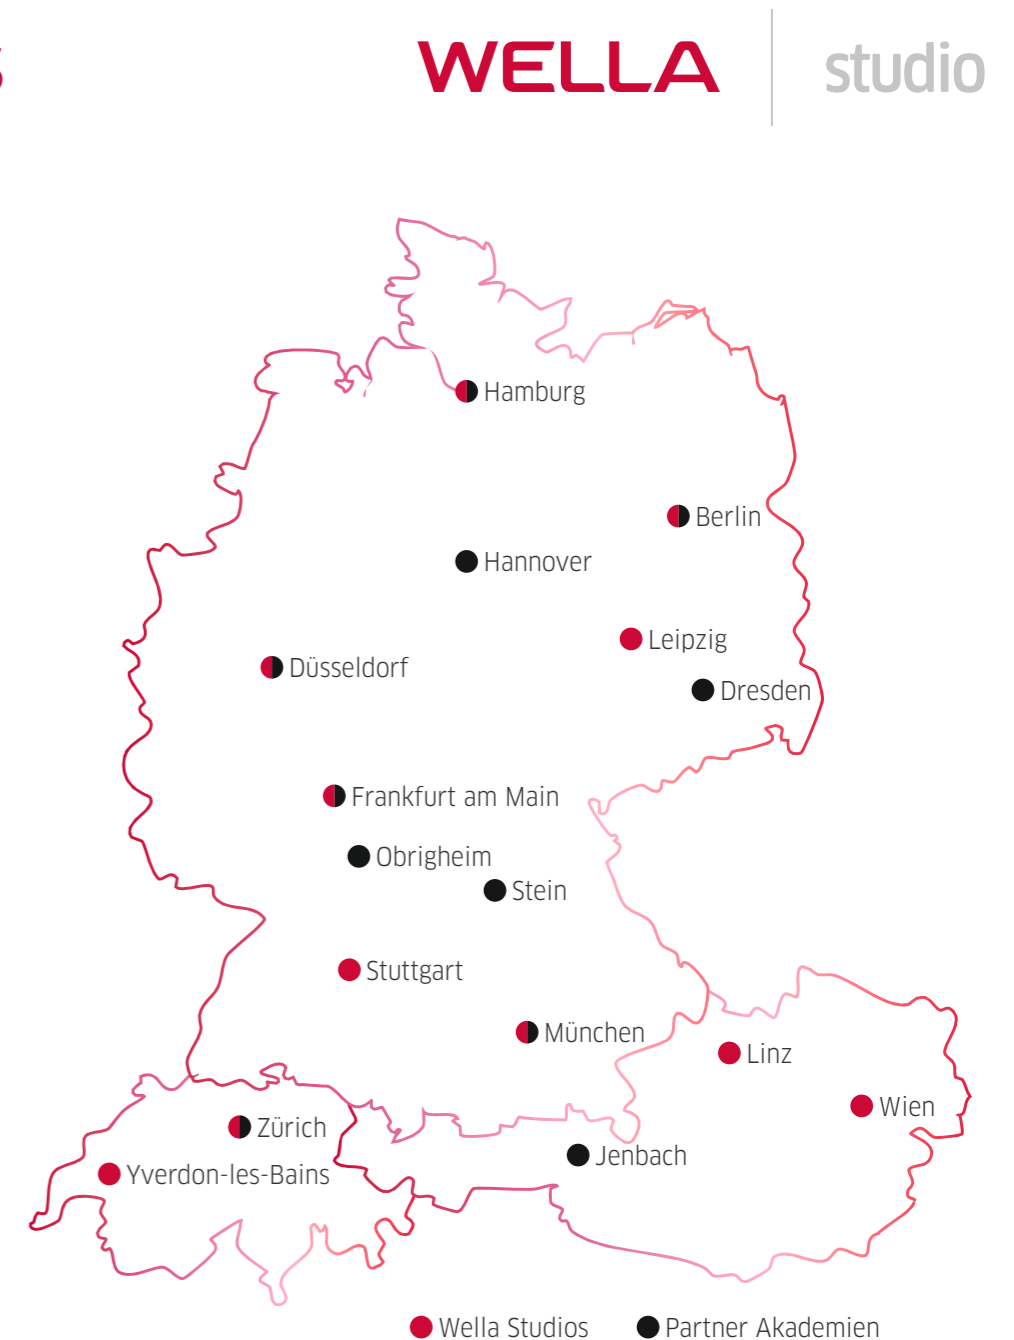 WELLA studio
Hamburg
Berlin
Hannover
Leipzig
Düsseldorf
Dresden
Frankfurt am Main
Obrigheim
Stein
Stuttgart
München
Linz
Wien
Zürich
Jenbach
Yverdon-les-Bains
Wella Studios Partner Akademien